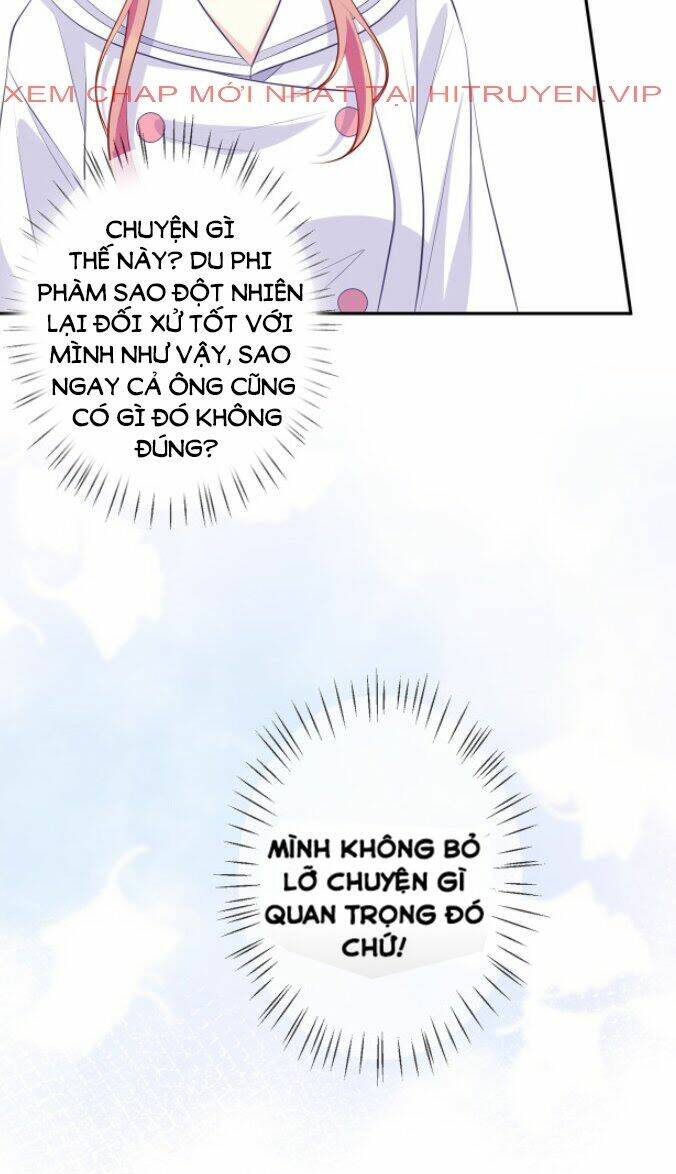 XEM CHAP MỚI NHẤT TẠI HITRUYEN.VIP
CHUYỆN GÌ
THẾ NÀY? DU PHI
PHÀM SAO ĐỘT NHIÊN
LẠI ĐỐI XỬ TỐT VỚI
MÌNH NHƯ VẬY, SAO
NGAY CẢ ÔNG CŨNG
CÓ GÌ ĐÓ KHÔNG
ĐÚNG?
MÌNH KHÔNG BỎ
LỠ CHUYỆN GÌ
QUAN TRỌNG ĐÓ
CHỨ!